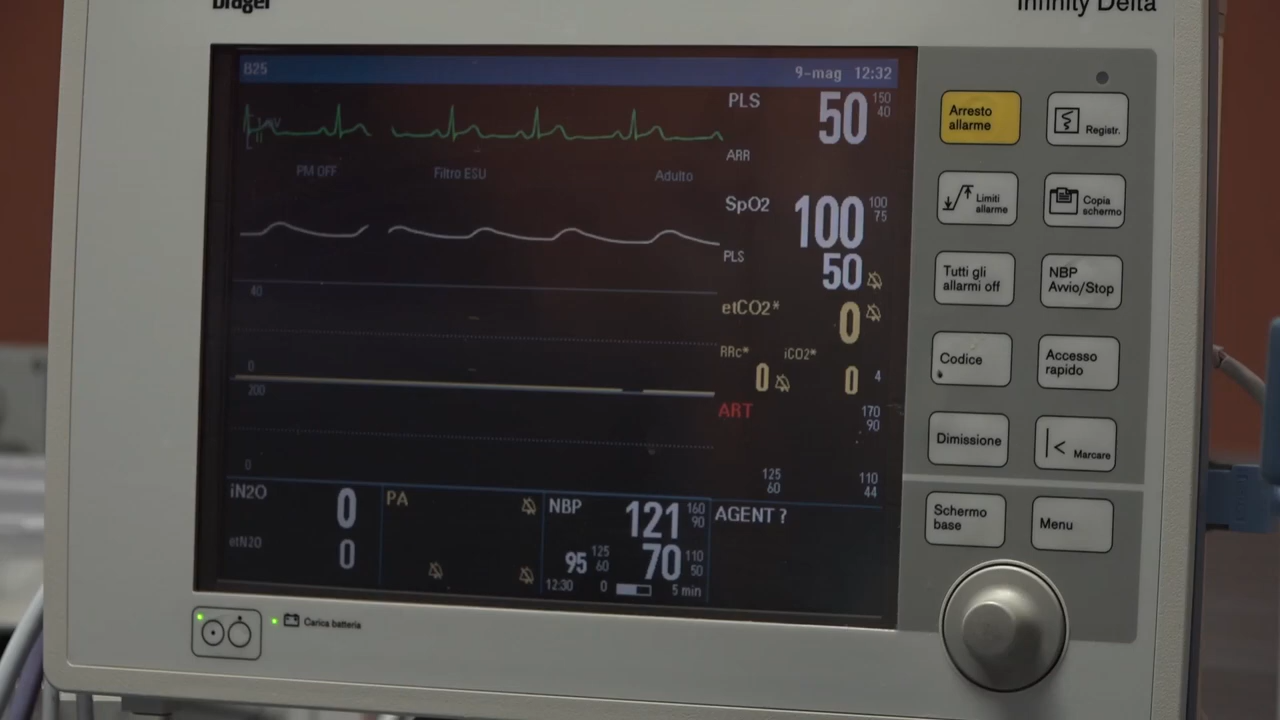 Dräger
Infinity Delta
B25
9-mag 12:32
PLS
50
150
40
ARR
PM OFF
Filtro ESU
Adulto
SpO2
100
100
75
PLS
50
40
etCO2*
0
RRc*
iCO2*
0
0
4
0
200
ART
170
90
0
125
60
110
44
iN2O
0
etN2O
0
PA
NBP
121
160
90
95
125
60
70
110
50
12:30
0
5 min
AGENT ?
Arresto
allarme
Registr.
Limiti
allarme
Copia
schermo
Tutti gli
allarmi off
NBP
Avvio/Stop
Codice
Accesso
rapido
Dimissione
Marcare
Schermo
base
Menu
Carica batteria